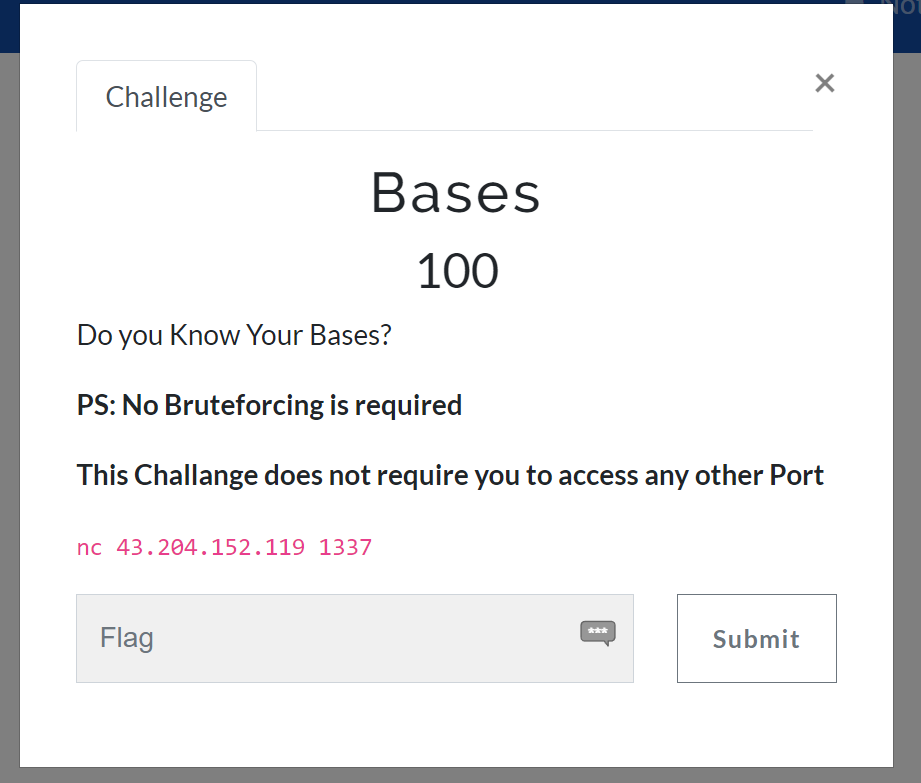 Not
Challenge
×
Bases
100
Do you Know Your Bases?
PS: No Bruteforcing is required
This Challange does not require you to access any other Port
nc 43.204.152.119 1337
Flag
***
Submit